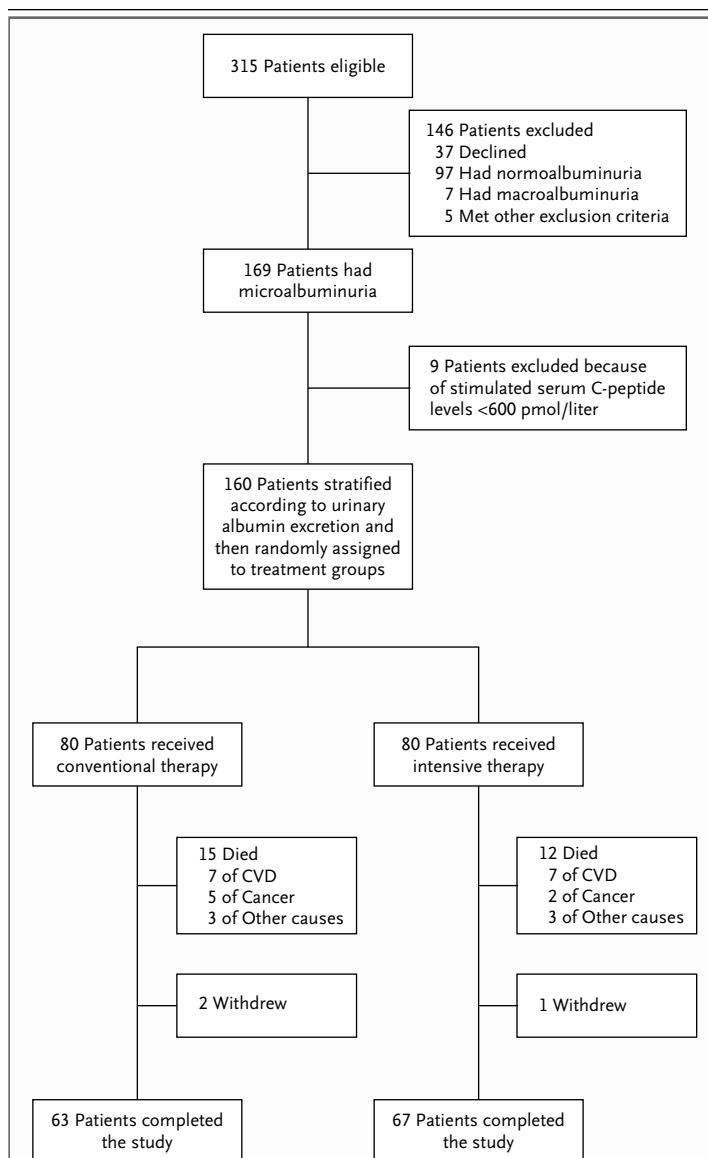 315 Patients eligible
146 Patients excluded
37 Declined
97 Had normoalbuminuria
7 Had macroalbuminuria
5 Met other exclusion criteria
169 Patients had
microalbuminuria
9 Patients excluded because
of stimulated serum C-peptide
levels <600 pmol/liter
160 Patients stratified
according to urinary
albumin excretion and
then randomly assigned
to treatment groups
80 Patients received
conventional therapy
80 Patients received
intensive therapy
15 Died
7 of CVD
5 of Cancer
3 of Other causes
12 Died
7 of CVD
2 of Cancer
3 of Other causes
2 Withdrew
1 Withdrew
63 Patients completed
the study
67 Patients completed
the study